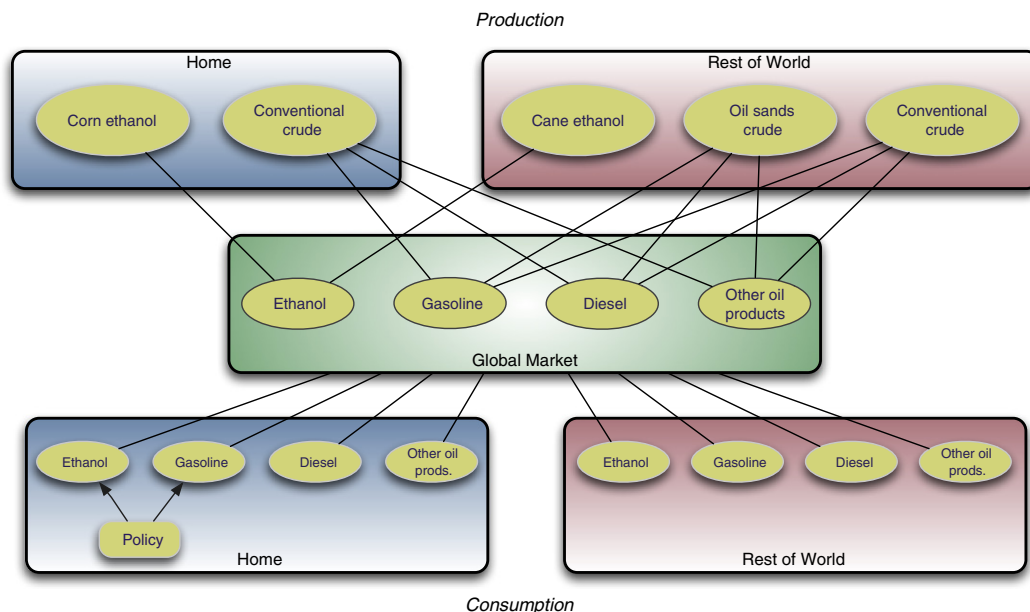 Production
Home
Rest of World
Corn ethanol
Conventional
crude
Cane ethanol
Oil sands
crude
Conventional
crude
Ethanol
Gasoline
Diesel
Other oil
products
Global Market
Ethanol
Gasoline
Diesel
Other oil
prods.
Policy
Home
Ethanol
Gasoline
Diesel
Other oil
prods.
Rest of World
Consumption